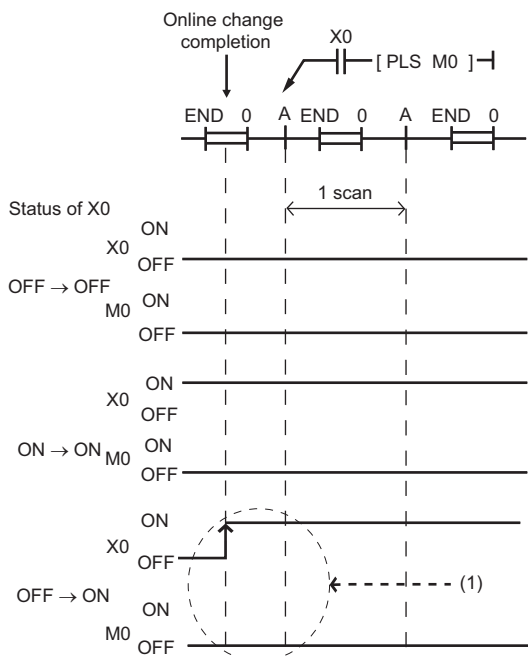 Online change
completion
X0
[ PLS M0 ]
END 0 A END 0 A END 0
1 scan
Status of X0
ON
X0
OFF
OFF → OFF
ON
M0
OFF
ON
X0
OFF
ON → ON
ON
M0
OFF
ON
X0
OFF
(1)
OFF → ON
ON
M0
OFF